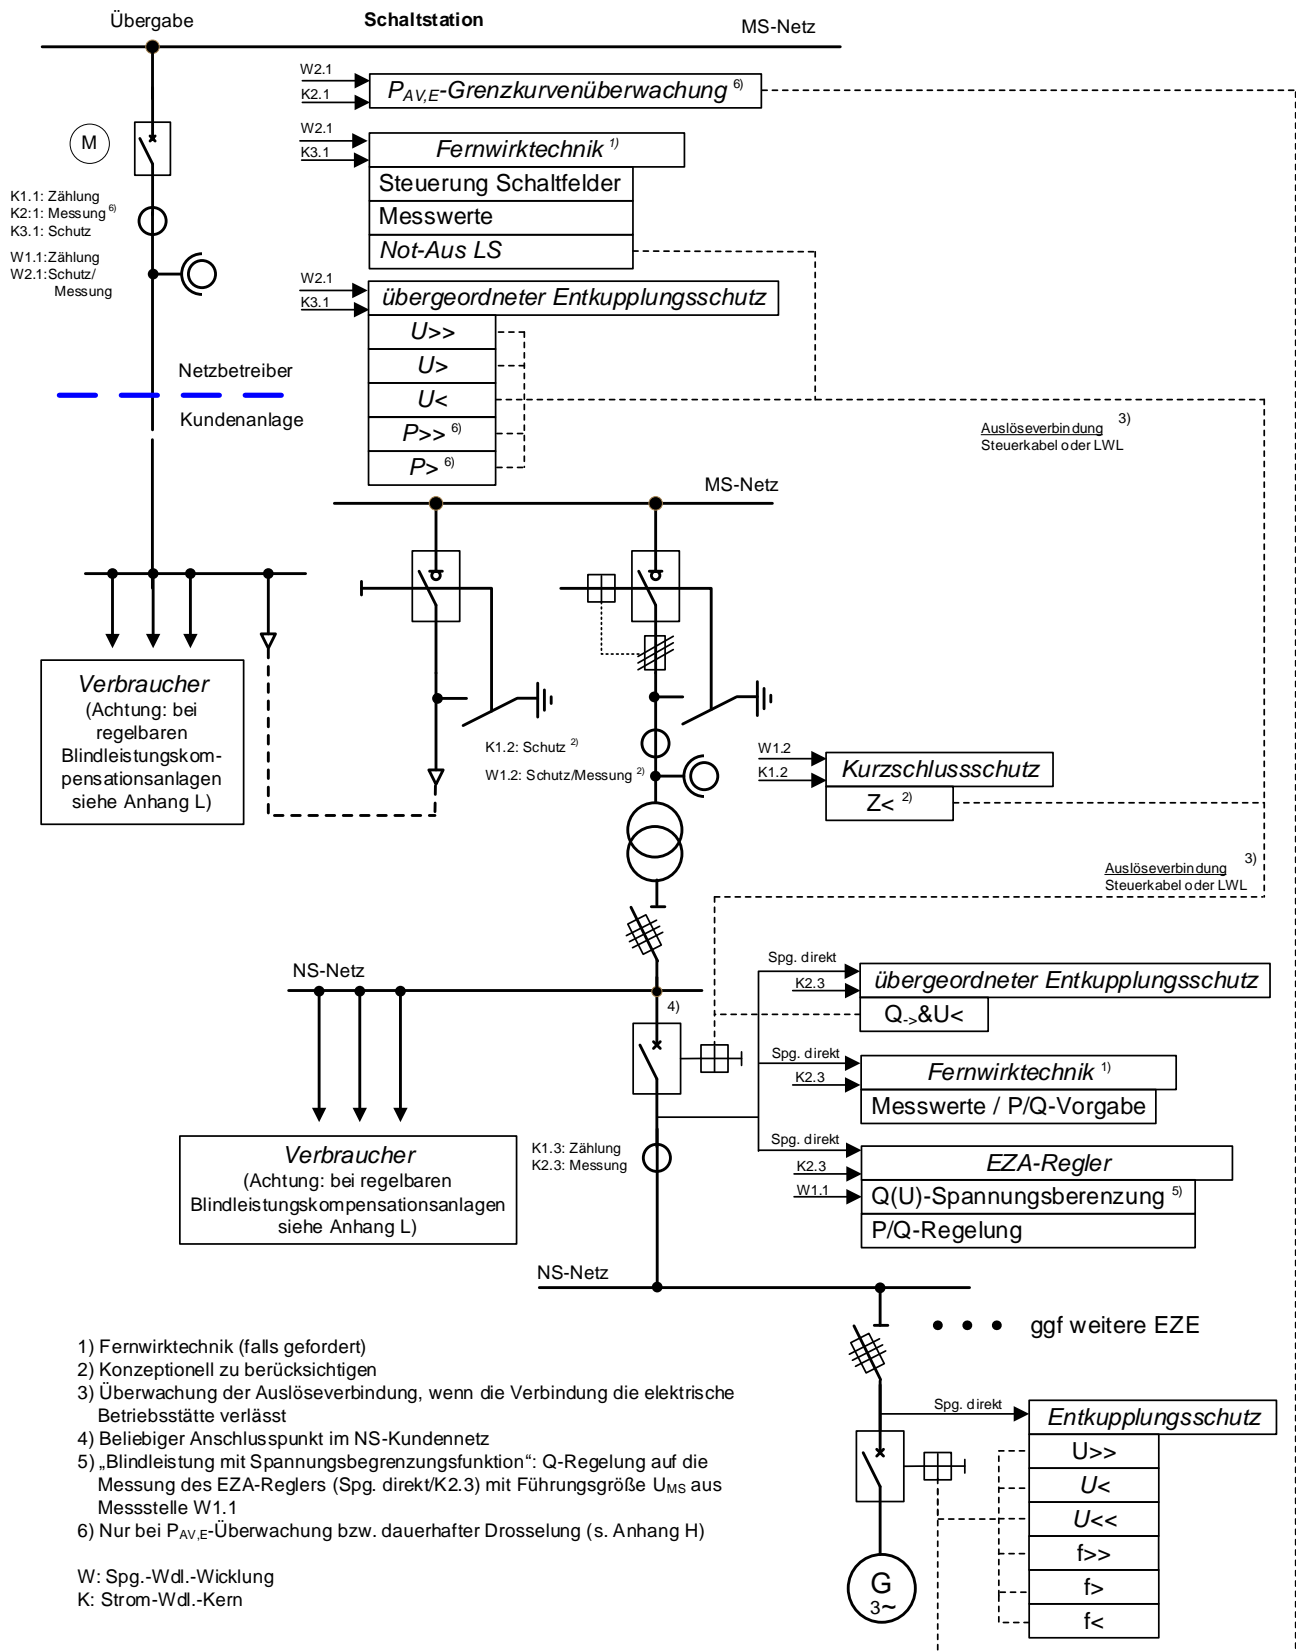 Übergabe
Schaltstation
MS-Netz
W2.1
K2.1
P_AV,E-Grenzkurvenüberwachung 6)
M
W2.1
K3.1
Fernwirktechnik 1)
Steuerung Schaltfelder
Messwerte
Not-Aus LS
K1.1: Zählung
K2:1: Messung 6)
K3.1: Schutz
W1.1:Zählung
W2.1:Schutz/
Messung
W2.1
K3.1
übergeordneter Entkupplungsschutz
U>>
U>
U<
P>> 6)
P> 6)
Netzbetreiber
Kundenanlage
Auslöseverbindung 3)
Steuerkabel oder LWL
MS-Netz
Verbraucher
(Achtung: bei
regelbaren
Blindleistungskom-
pensationsanlagen
siehe Anhang L)
K1.2: Schutz 2)
W1.2: Schutz/Messung 2)
W1.2
K1.2
Kurzschlussschutz
Z< 2)
Auslöseverbindung 3)
Steuerkabel oder LWL
NS-Netz
4)
Spg. direkt
K2.3
übergeordneter Entkupplungsschutz
Q->&U<
Spg. direkt
K2.3
Fernwirktechnik 1)
Messwerte / P/Q-Vorgabe
Verbraucher
(Achtung: bei regelbaren
Blindleistungskompensationsanlagen
siehe Anhang L)
K1.3: Zählung
K2.3: Messung
Spg. direkt
K2.3
W1.1
EZA-Regler
Q(U)-Spannungsberenzung 5)
P/Q-Regelung
NS-Netz
ggf weitere EZE
Spg. direkt
Entkupplungsschutz
U>>
U<
U<<
f>>
f>
f<
G
3~
1) Fernwirktechnik (falls gefordert)
2) Konzeptionell zu berücksichtigen
3) Überwachung der Auslöseverbindung, wenn die Verbindung die elektrische
Betriebsstätte verlässt
4) Beliebiger Anschlusspunkt im NS-Kundennetz
5) „Blindleistung mit Spannungsbegrenzungsfunktion“: Q-Regelung auf die
Messung des EZA-Reglers (Spg. direkt/K2.3) mit Führungsgröße U_MS aus
Messstelle W1.1
6) Nur bei P_AV,E-Überwachung bzw. dauerhafter Drosselung (s. Anhang H)
W: Spg.-Wdl.-Wicklung
K: Strom-Wdl.-Kern